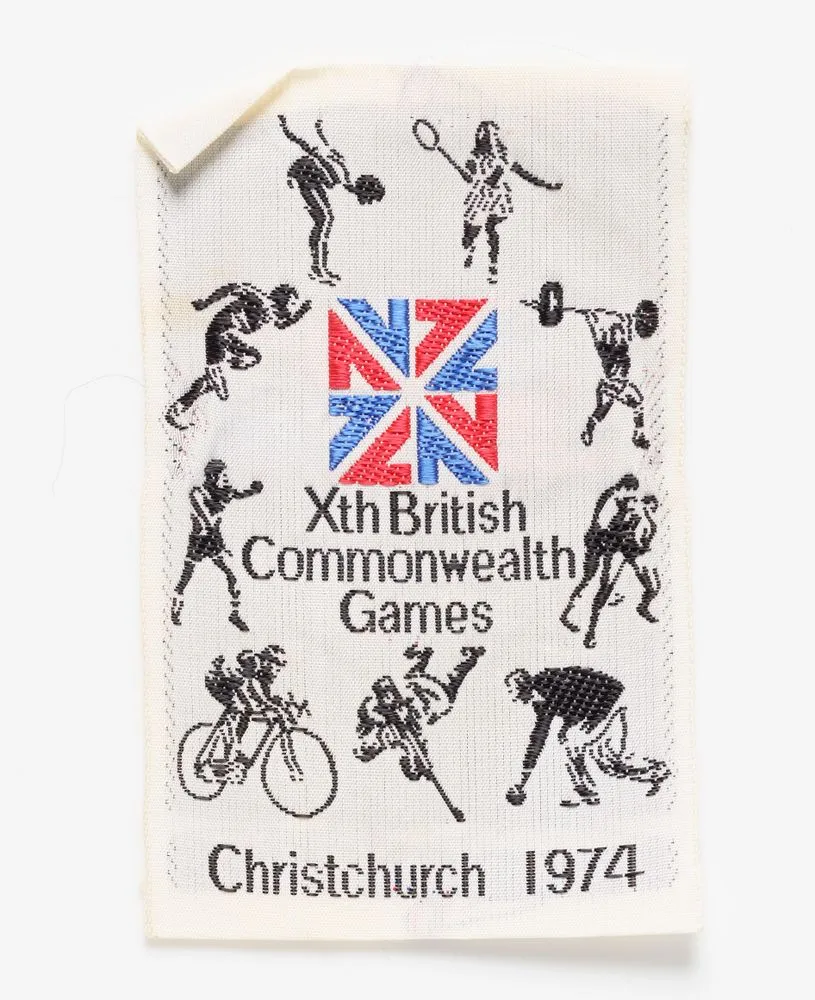 Xth British
Commonwealth
Games
Christchurch 1974